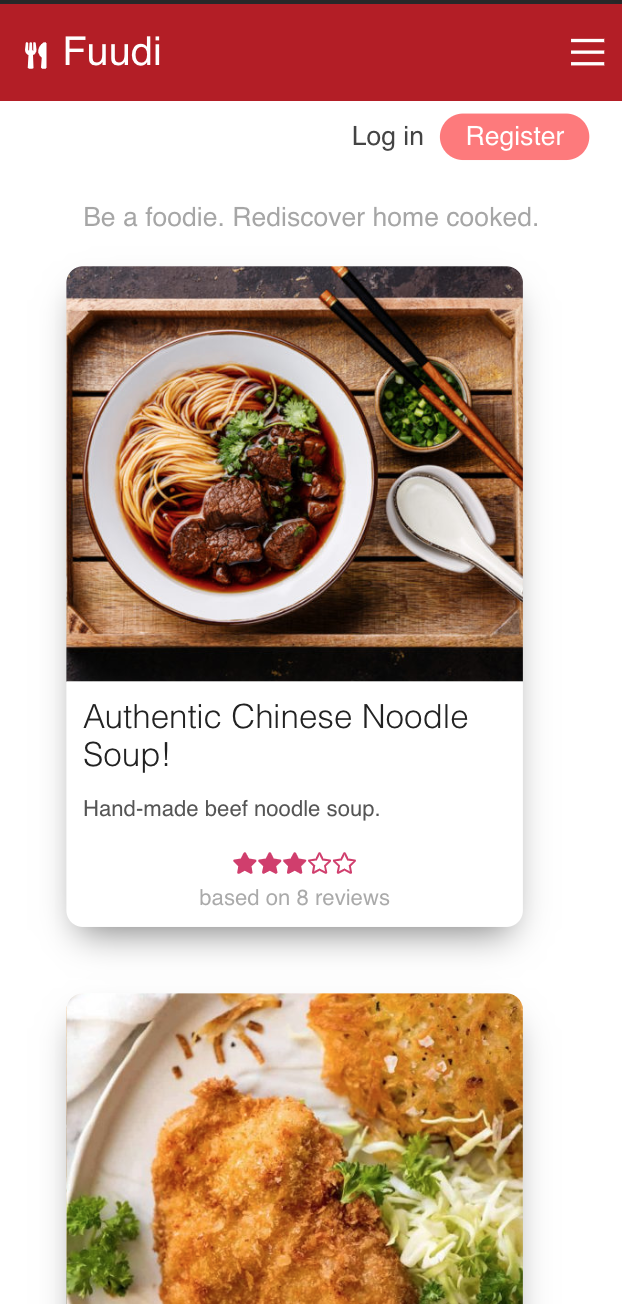 Fuudi
Log in
Register
Be a foodie. Rediscover home cooked.
Authentic Chinese Noodle
Soup!
Hand-made beef noodle soup.
based on 8 reviews